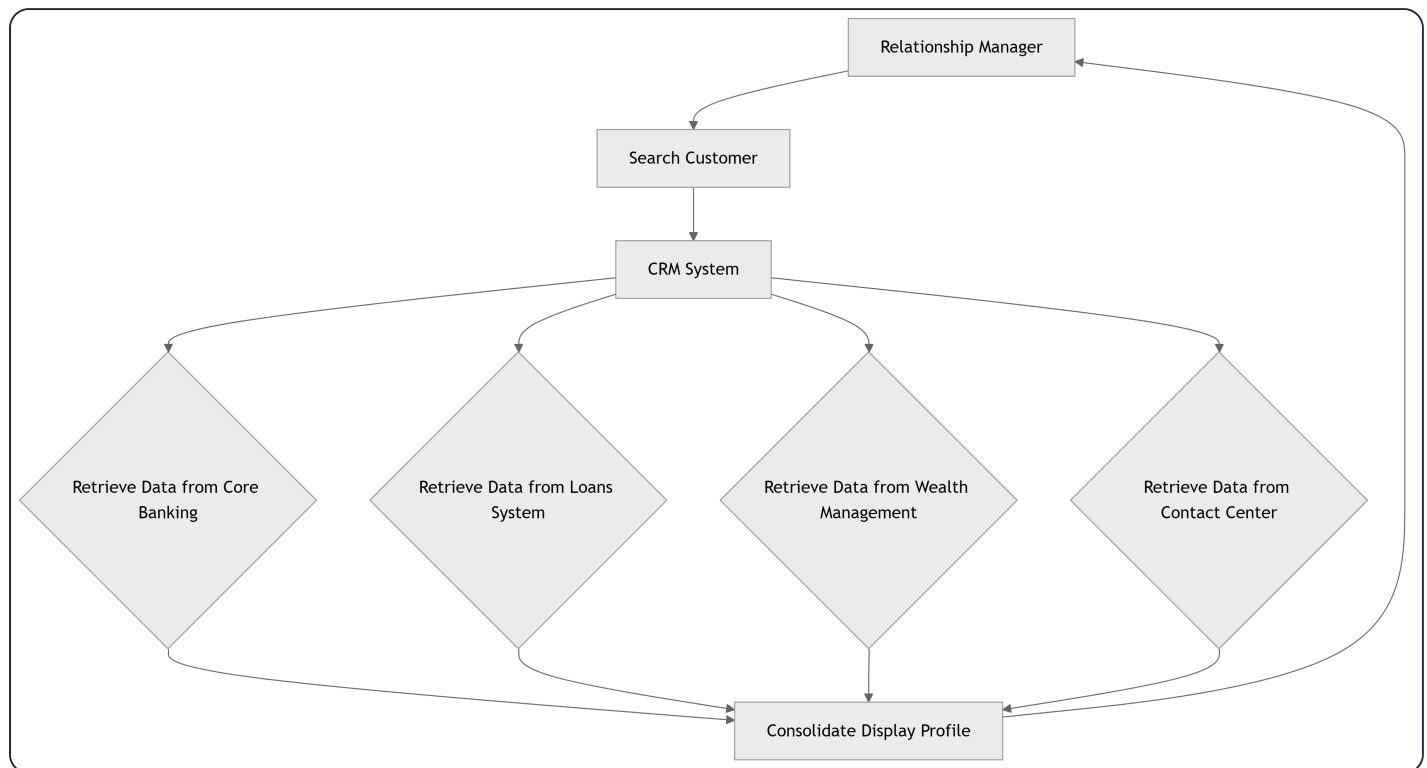 Relationship Manager
Search Customer
CRM System
Retrieve Data from Core
Banking
Retrieve Data from Loans
System
Retrieve Data from Wealth
Management
Retrieve Data from
Contact Center
Consolidate Display Profile